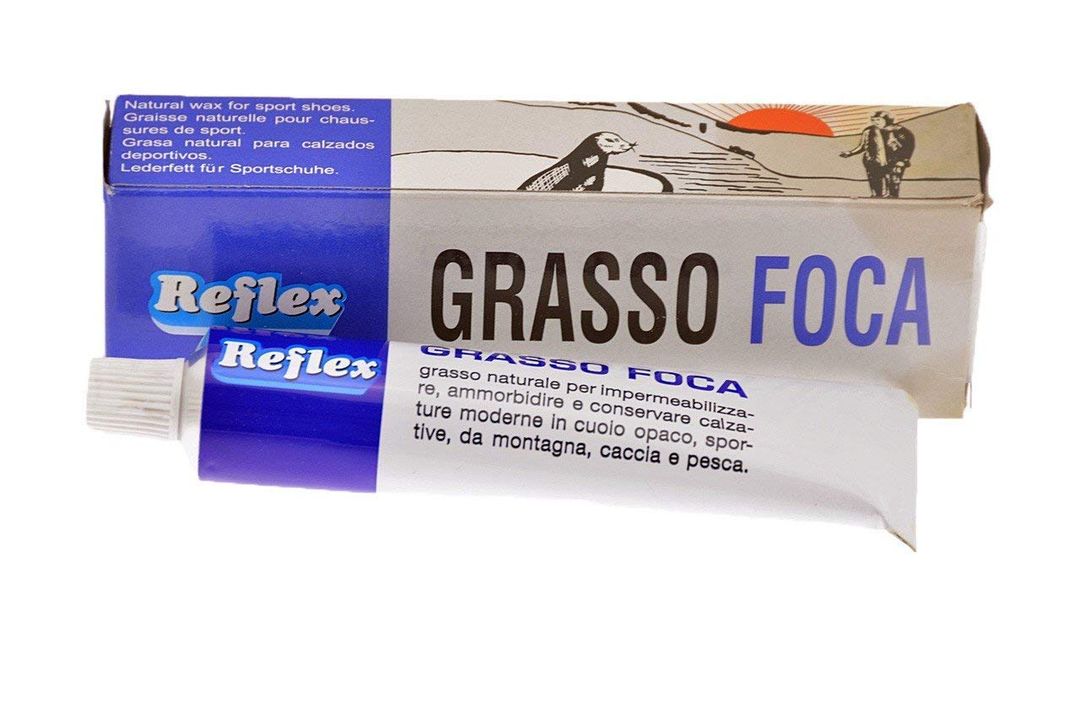 Natural wax for sport shoes.
Graisse naturelle pour chaus-
sures de sport.
Grasa natural para calzados
deportivos.
Lederfett für Sportschuhe.
Reflex
GRASSO FOCA
Reflex
GRASSO FOCA
grasso naturale per impermeabilizza-
re, ammorbidire e conservare calza-
ture moderne in cuoio opaco, spor-
tive, da montagna, caccia e pesca.